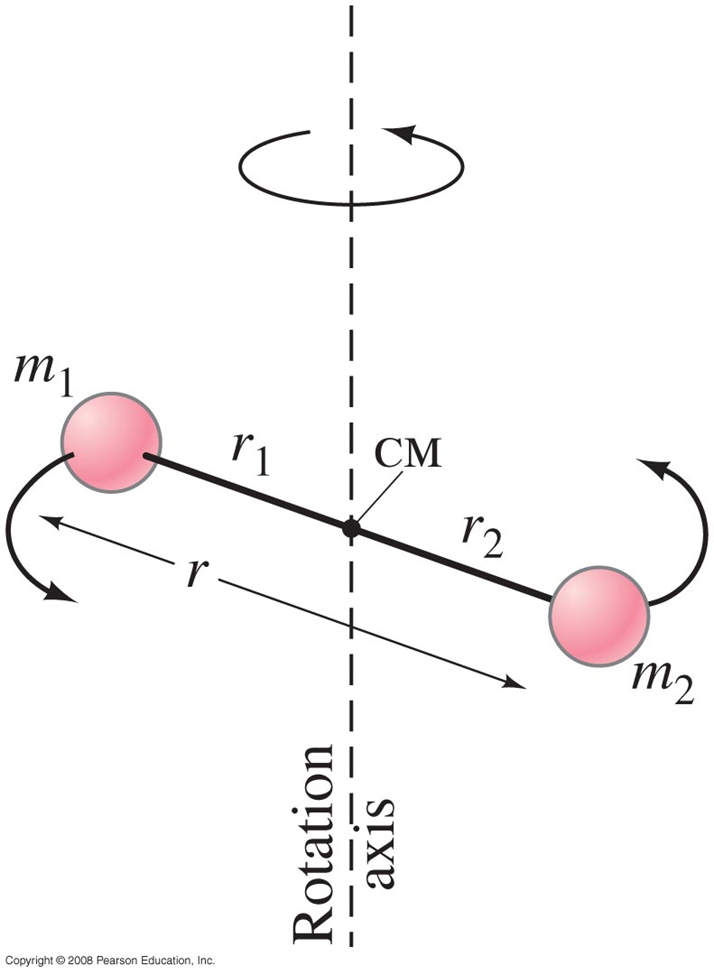 m1
r1
CM
r2
r
m2
Rotation
axis
Copyright © 2008 Pearson Education, Inc.